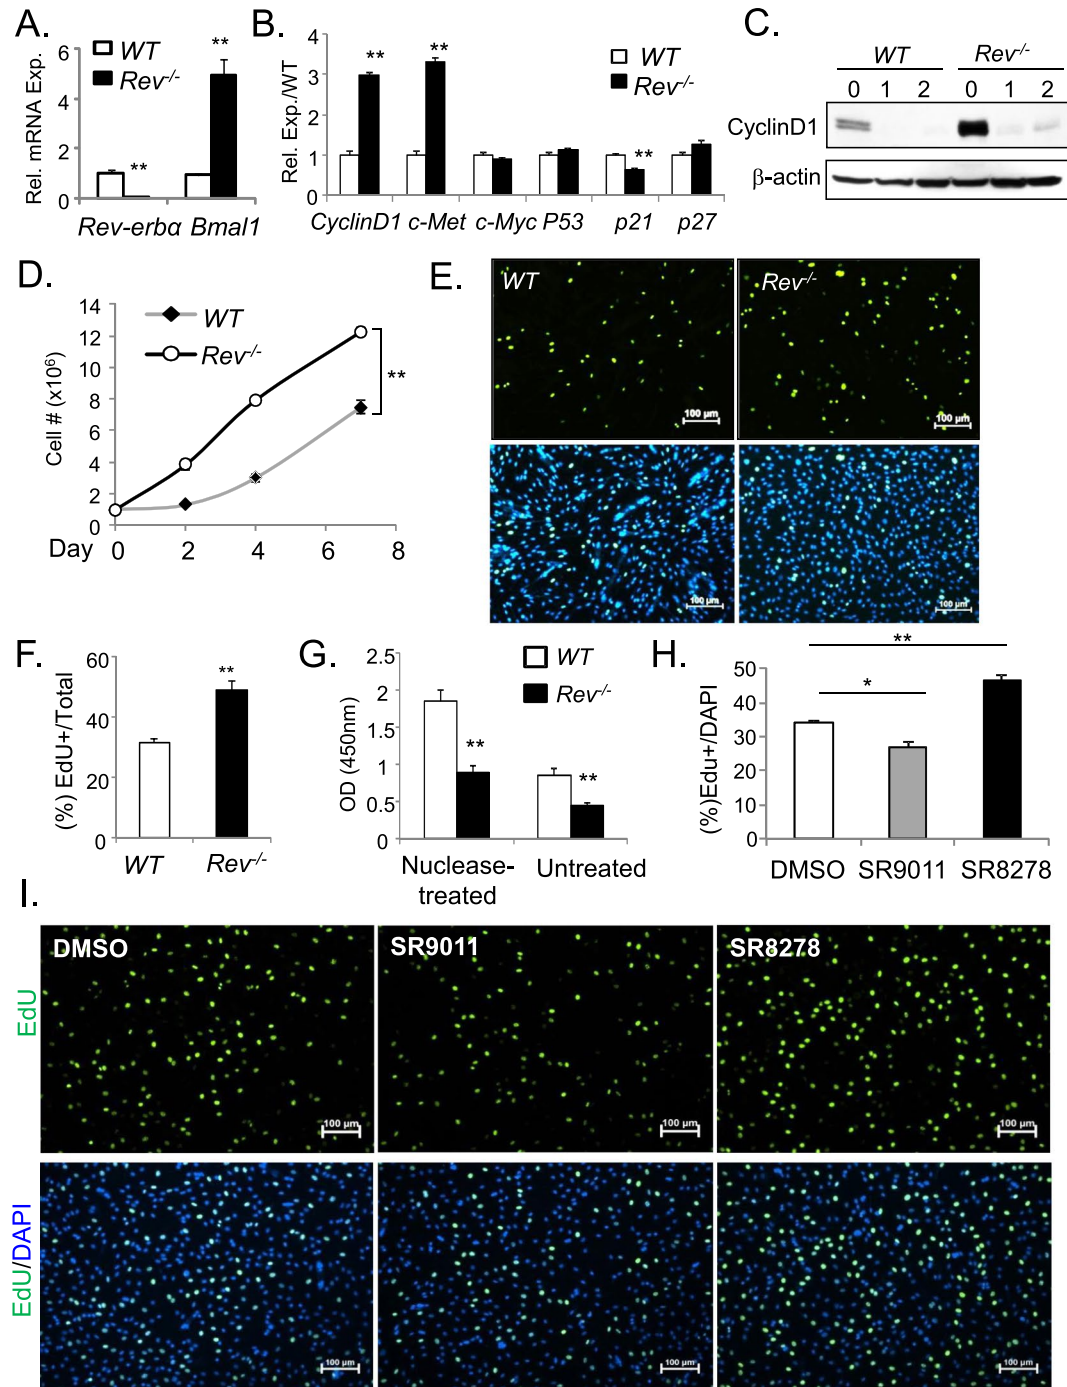 A.
Rel. mRNA Exp.
6
4
2
0
WT
Rev-/-
**
**
Rev-erbα Bmal1
B.
Rel. Exp./WT
4
3
2
1
0
** **
**
WT
Rev-/-
CyclinD1 c-Met c-Myc P53 p21 p27
C.
WT Rev-/-
0 1 2 0 1 2
CyclinD1
β-actin
D.
Cell # (x10⁶)
14
12
10
8
6
4
2
0
WT
Rev-/-
**
Day 0 2 4 6 8
E.
WT Rev-/-
100 µm 100 µm
100 µm 100 µm
F.
(%) EdU+/Total
60
40
20
0
**
WT Rev-/-
G.
OD (450nm)
2.5
2
1.5
1
0.5
0
WT
Rev-/-
**
**
Nuclease- Untreated
treated
H.
(%)Edu+/DAPI
50
40
30
20
10
0
**
*
DMSO SR9011 SR8278
I.
EdU
DMSO SR9011 SR8278
100 µm 100 µm 100 µm
EdU/DAPI
100 µm 100 µm 100 µm